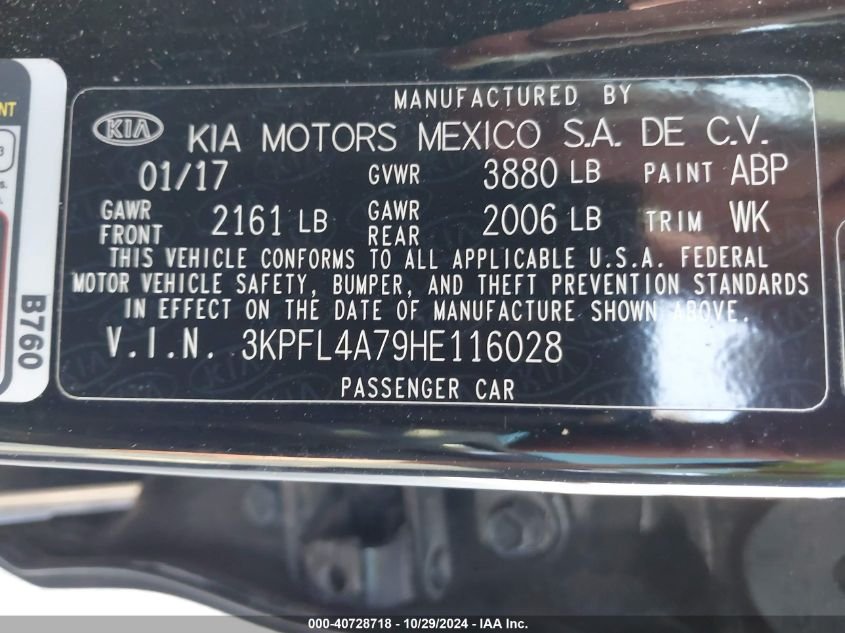 MANUFACTURED BY
KIA KIA MOTORS MEXICO S.A. DE C.V.
01/17 GVWR 3880 LB PAINT ABP
GAWR FRONT 2161 LB GAWR REAR 2006 LB TRIM WK
THIS VEHICLE CONFORMS TO ALL APPLICABLE U.S.A. FEDERAL
MOTOR VEHICLE SAFETY, BUMPER, AND THEFT PREVENTION STANDARDS
IN EFFECT ON THE DATE OF MANUFACTURE SHOWN ABOVE.
V.I.N. 3KPFL4A79HE116028
PASSENGER CAR
B760
NT
3
s.
000-40728718 - 10/29/2024 - IAA Inc.